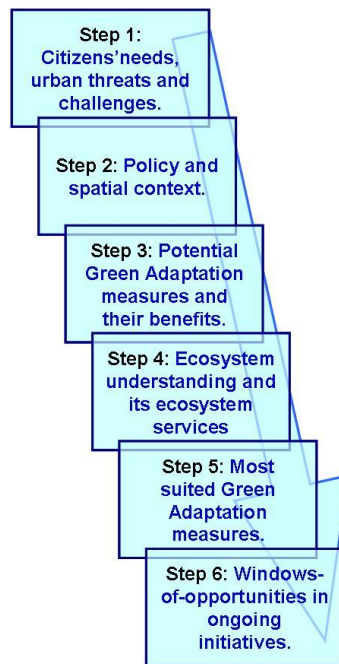 Step 1:
Citizens'needs,
urban threats and
challenges.
Step 2: Policy and
spatial context.
Step 3: Potential
Green Adaptation
measures and
their benefits.
Step 4: Ecosystem
understanding and
its ecosystem
services
Step 5: Most
suited Green
Adaptation
measures.
Step 6: Windows-
of-opportunities in
ongoing
initiatives.